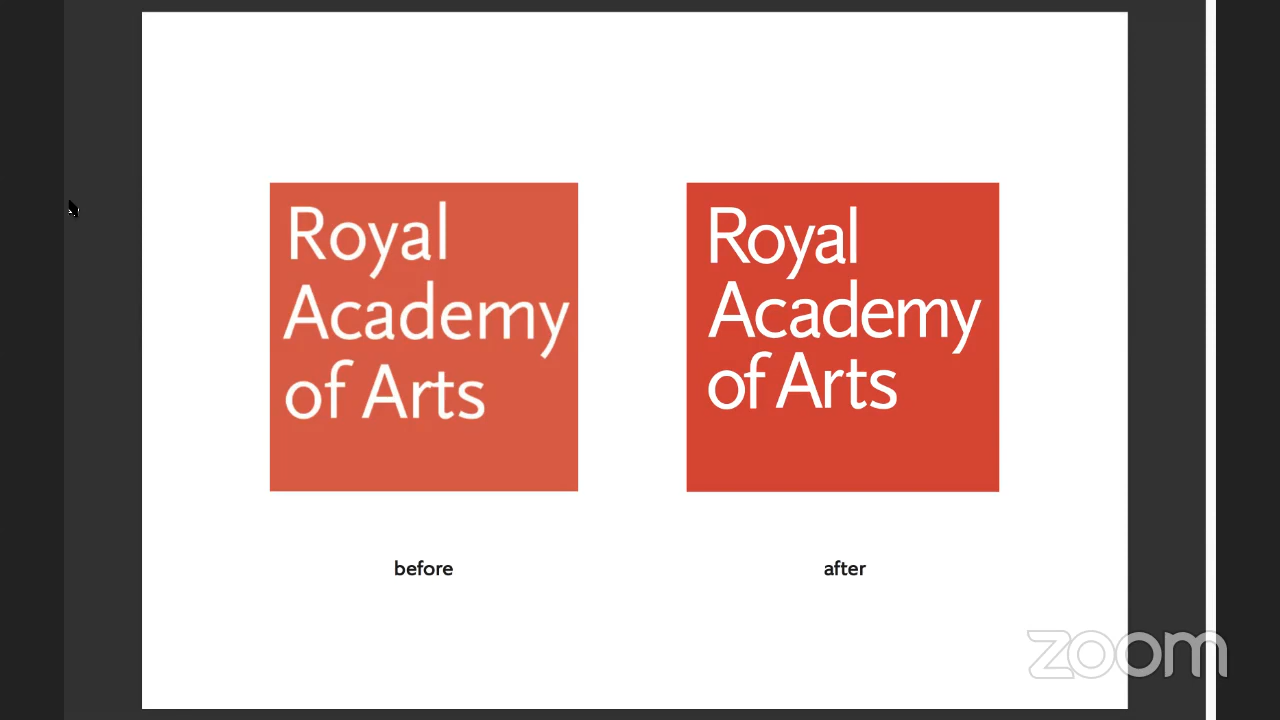 Royal
Academy
of Arts
Royal
Academy
of Arts
before
after
zoom